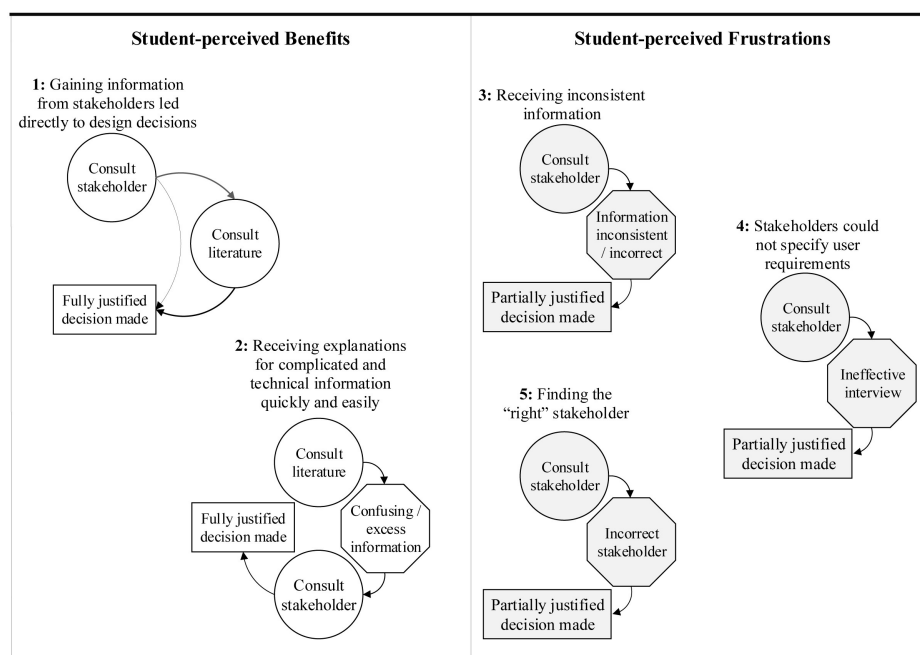 Student-perceived Benefits
1: Gaining information
from stakeholders led
directly to design decisions
Consult
stakeholder
Consult
literature
Fully justified
decision made
2: Receiving explanations
for complicated and
technical information
quickly and easily
Consult
literature
Confusing /
excess
information
Fully justified
decision made
Consult
stakeholder
Student-perceived Frustrations
3: Receiving inconsistent
information
Consult
stakeholder
Information
inconsistent
/ incorrect
Partially justified
decision made
4: Stakeholders could
not specify user
requirements
Consult
stakeholder
Ineffective
interview
Partially justified
decision made
5: Finding the
“right” stakeholder
Consult
stakeholder
Incorrect
stakeholder
Partially justified
decision made